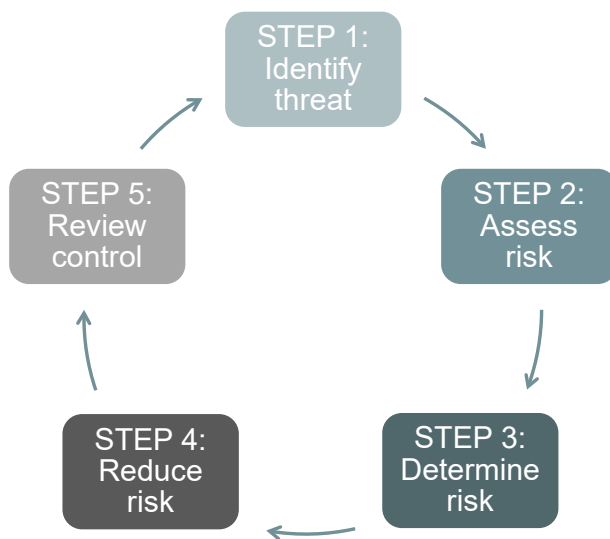 STEP 1:
Identify
threat
STEP 2:
Assess
risk
STEP 3:
Determine
risk
STEP 4:
Reduce
risk
STEP 5:
Review
control